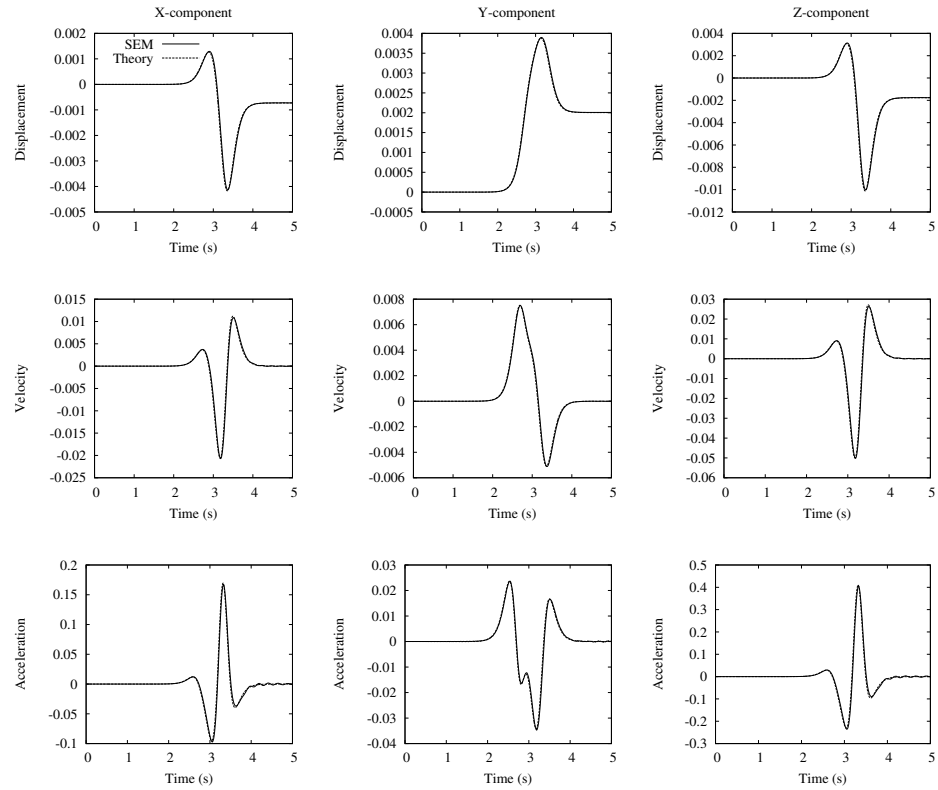 X-component
Y-component
Z-component
0.002
0.001
0
-0.001
-0.002
-0.003
-0.004
-0.005
SEM
Theory
Displacement
0 1 2 3 4 5
Time (s)
0.004
0.0035
0.003
0.0025
0.002
0.0015
0.001
0.0005
0
-0.0005
Displacement
0 1 2 3 4 5
Time (s)
0.004
0.002
0
-0.002
-0.004
-0.006
-0.008
-0.01
-0.012
Displacement
0 1 2 3 4 5
Time (s)
0.015
0.01
0.005
0
-0.005
-0.01
-0.015
-0.02
-0.025
Velocity
0 1 2 3 4 5
Time (s)
0.008
0.006
0.004
0.002
0
-0.002
-0.004
-0.006
Velocity
0 1 2 3 4 5
Time (s)
0.03
0.02
0.01
0
-0.01
-0.02
-0.03
-0.04
-0.05
-0.06
Velocity
0 1 2 3 4 5
Time (s)
0.2
0.15
0.1
0.05
0
-0.05
-0.1
Acceleration
0 1 2 3 4 5
Time (s)
0.03
0.02
0.01
0
-0.01
-0.02
-0.03
-0.04
Acceleration
0 1 2 3 4 5
Time (s)
0.5
0.4
0.3
0.2
0.1
0
-0.1
-0.2
-0.3
Acceleration
0 1 2 3 4 5
Time (s)